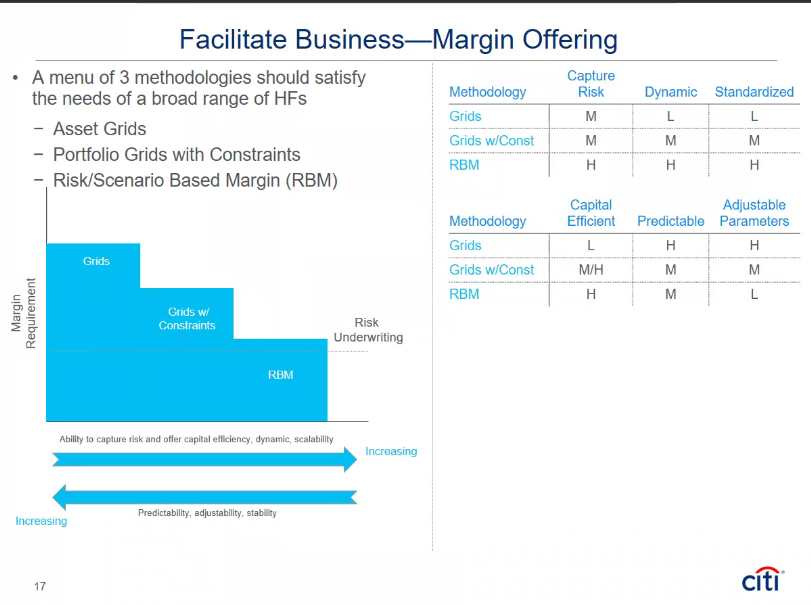 Facilitate Business—Margin Offering
• A menu of 3 methodologies should satisfy
the needs of a broad range of HFs
− Asset Grids
− Portfolio Grids with Constraints
− Risk/Scenario Based Margin (RBM)
Margin
Requirement
Grids
Grids w/
Constraints
RBM
Risk
Underwriting
Ability to capture risk and offer capital efficiency, dynamic, scalability
Increasing
Predictability, adjustability, stability
Increasing
Capture
Methodology Risk Dynamic Standardized
Grids M L L
Grids w/Const M M M
RBM H H H
Capital Adjustable
Methodology Efficient Predictable Parameters
Grids L H H
Grids w/Const M/H M M
RBM H M L
17
citi